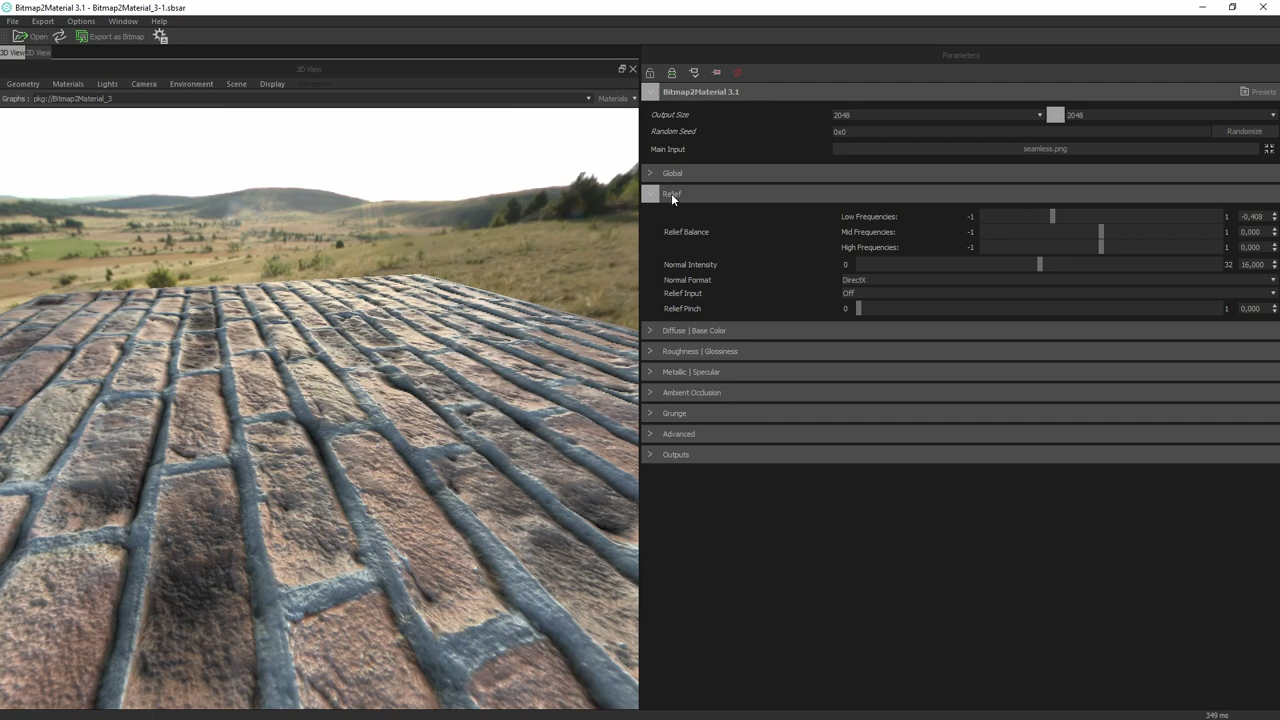 Bitmap2Material 3.1 - Bitmap2Material_3-1.sbsar
File Export Options Window Help
Open Export as Bitmap
3D View 2D View
3D View
Parameters
Geometry Materials Lights Camera Environment Scene Display
Graphs : pkg://Bitmap2Material_3 Materials
Bitmap2Material 3.1 Presets
Output Size 2048 2048
Random Seed 0x0 Randomize
Main Input seamless.png
Global
Relief
Relief Balance
Low Frequencies: -1 1 -0,408
Mid Frequencies: -1 1 0,000
High Frequencies: -1 1 0,000
Normal Intensity 0 32 16,000
Normal Format DirectX
Relief Input Off
Relief Pinch 0 1 0,000
Diffuse | Base Color
Roughness | Glossiness
Metallic | Specular
Ambient Occlusion
Grunge
Advanced
Outputs
349 ms